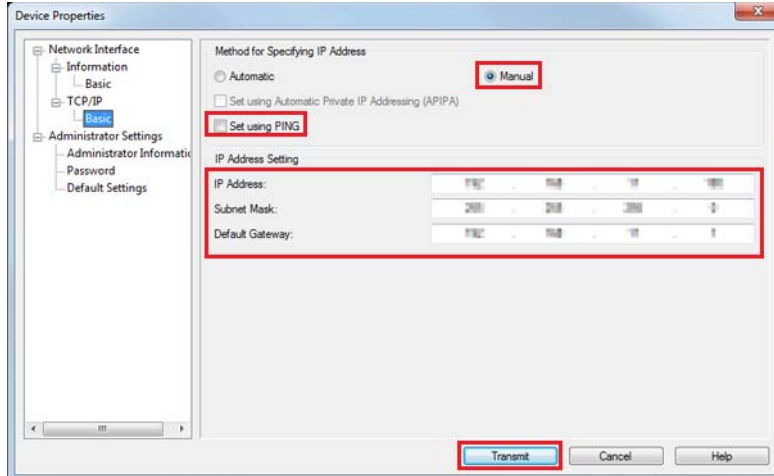 Device Properties
Network Interface
Information
Basic
TCP/IP
Basic
Administrator Settings
Administrator Informatic
Password
Default Settings
Method for Specifying IP Address
Automatic
Manual
Set using Automatic Private IP Addressing (APIPA)
Set using PING
IP Address Setting
IP Address:
Subnet Mask:
Default Gateway:
Transmit
Cancel
Help